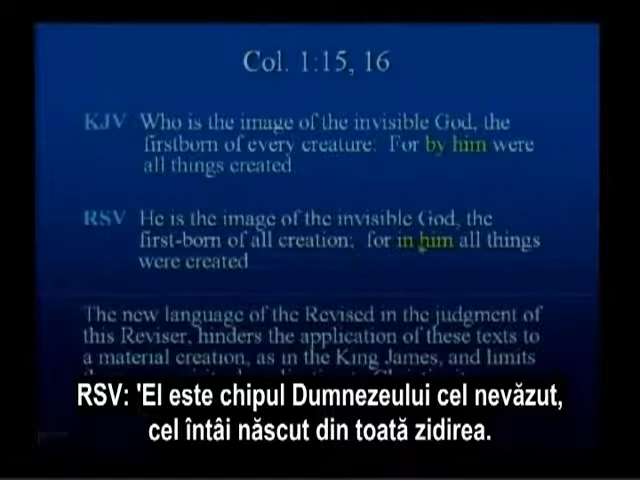 Col. 1:15, 16
KJV Who is the image of the invisible God, the
firstborn of every creature: For by him were
all things created
RSV He is the image of the invisible God, the
first-born of all creation; for in him all things
were created
The new language of the Revised in the judgment of
this Reviser, hinders the application of these texts to
a material creation, as in the King James, and limits
RSV: 'El este chipul Dumnezeului cel nevăzut,
cel întâi născut din toată zidirea.